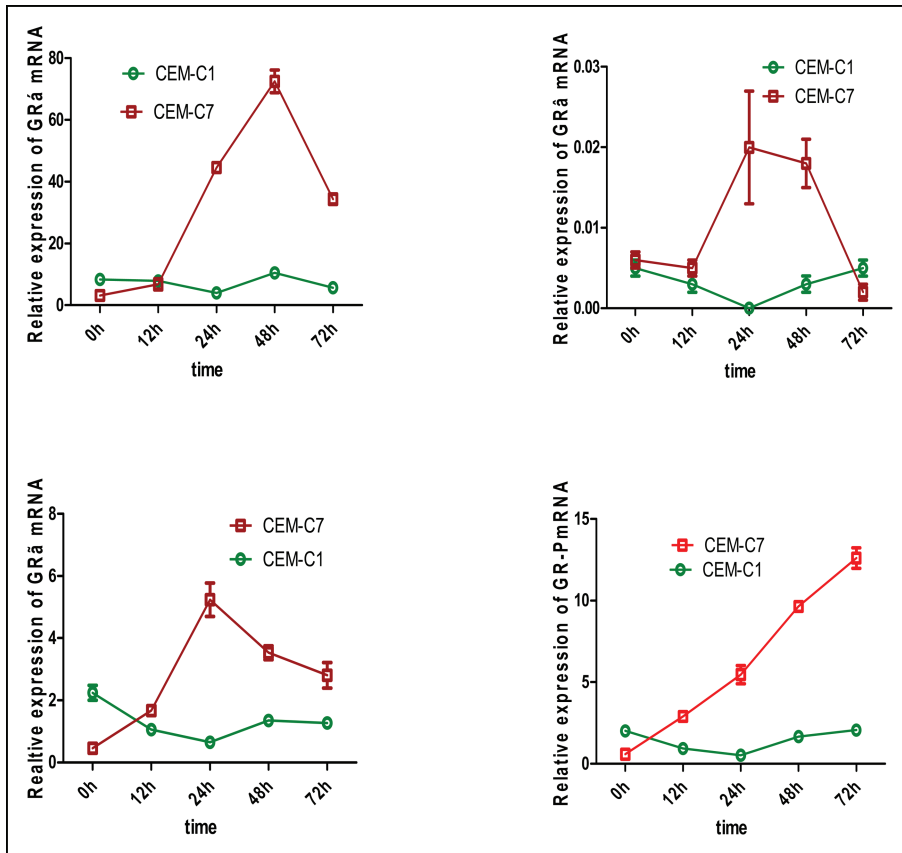 Relative expression of GRá mRNA
80
60
40
20
0
CEM-C1
CEM-C7
0h
12h
24h
48h
72h
time
Relative expression of GRâ mRNA
0.03
0.02
0.01
0.00
CEM-C1
CEM-C7
0h
12h
24h
48h
72h
time
Realtive expression of GRã mRNA
8
6
4
2
0
CEM-C7
CEM-C1
0h
12h
24h
48h
72h
time
Relative expression of GR-PmRNA
15
10
5
0
CEM-C7
CEM-C1
0h
12h
24h
48h
72h
time